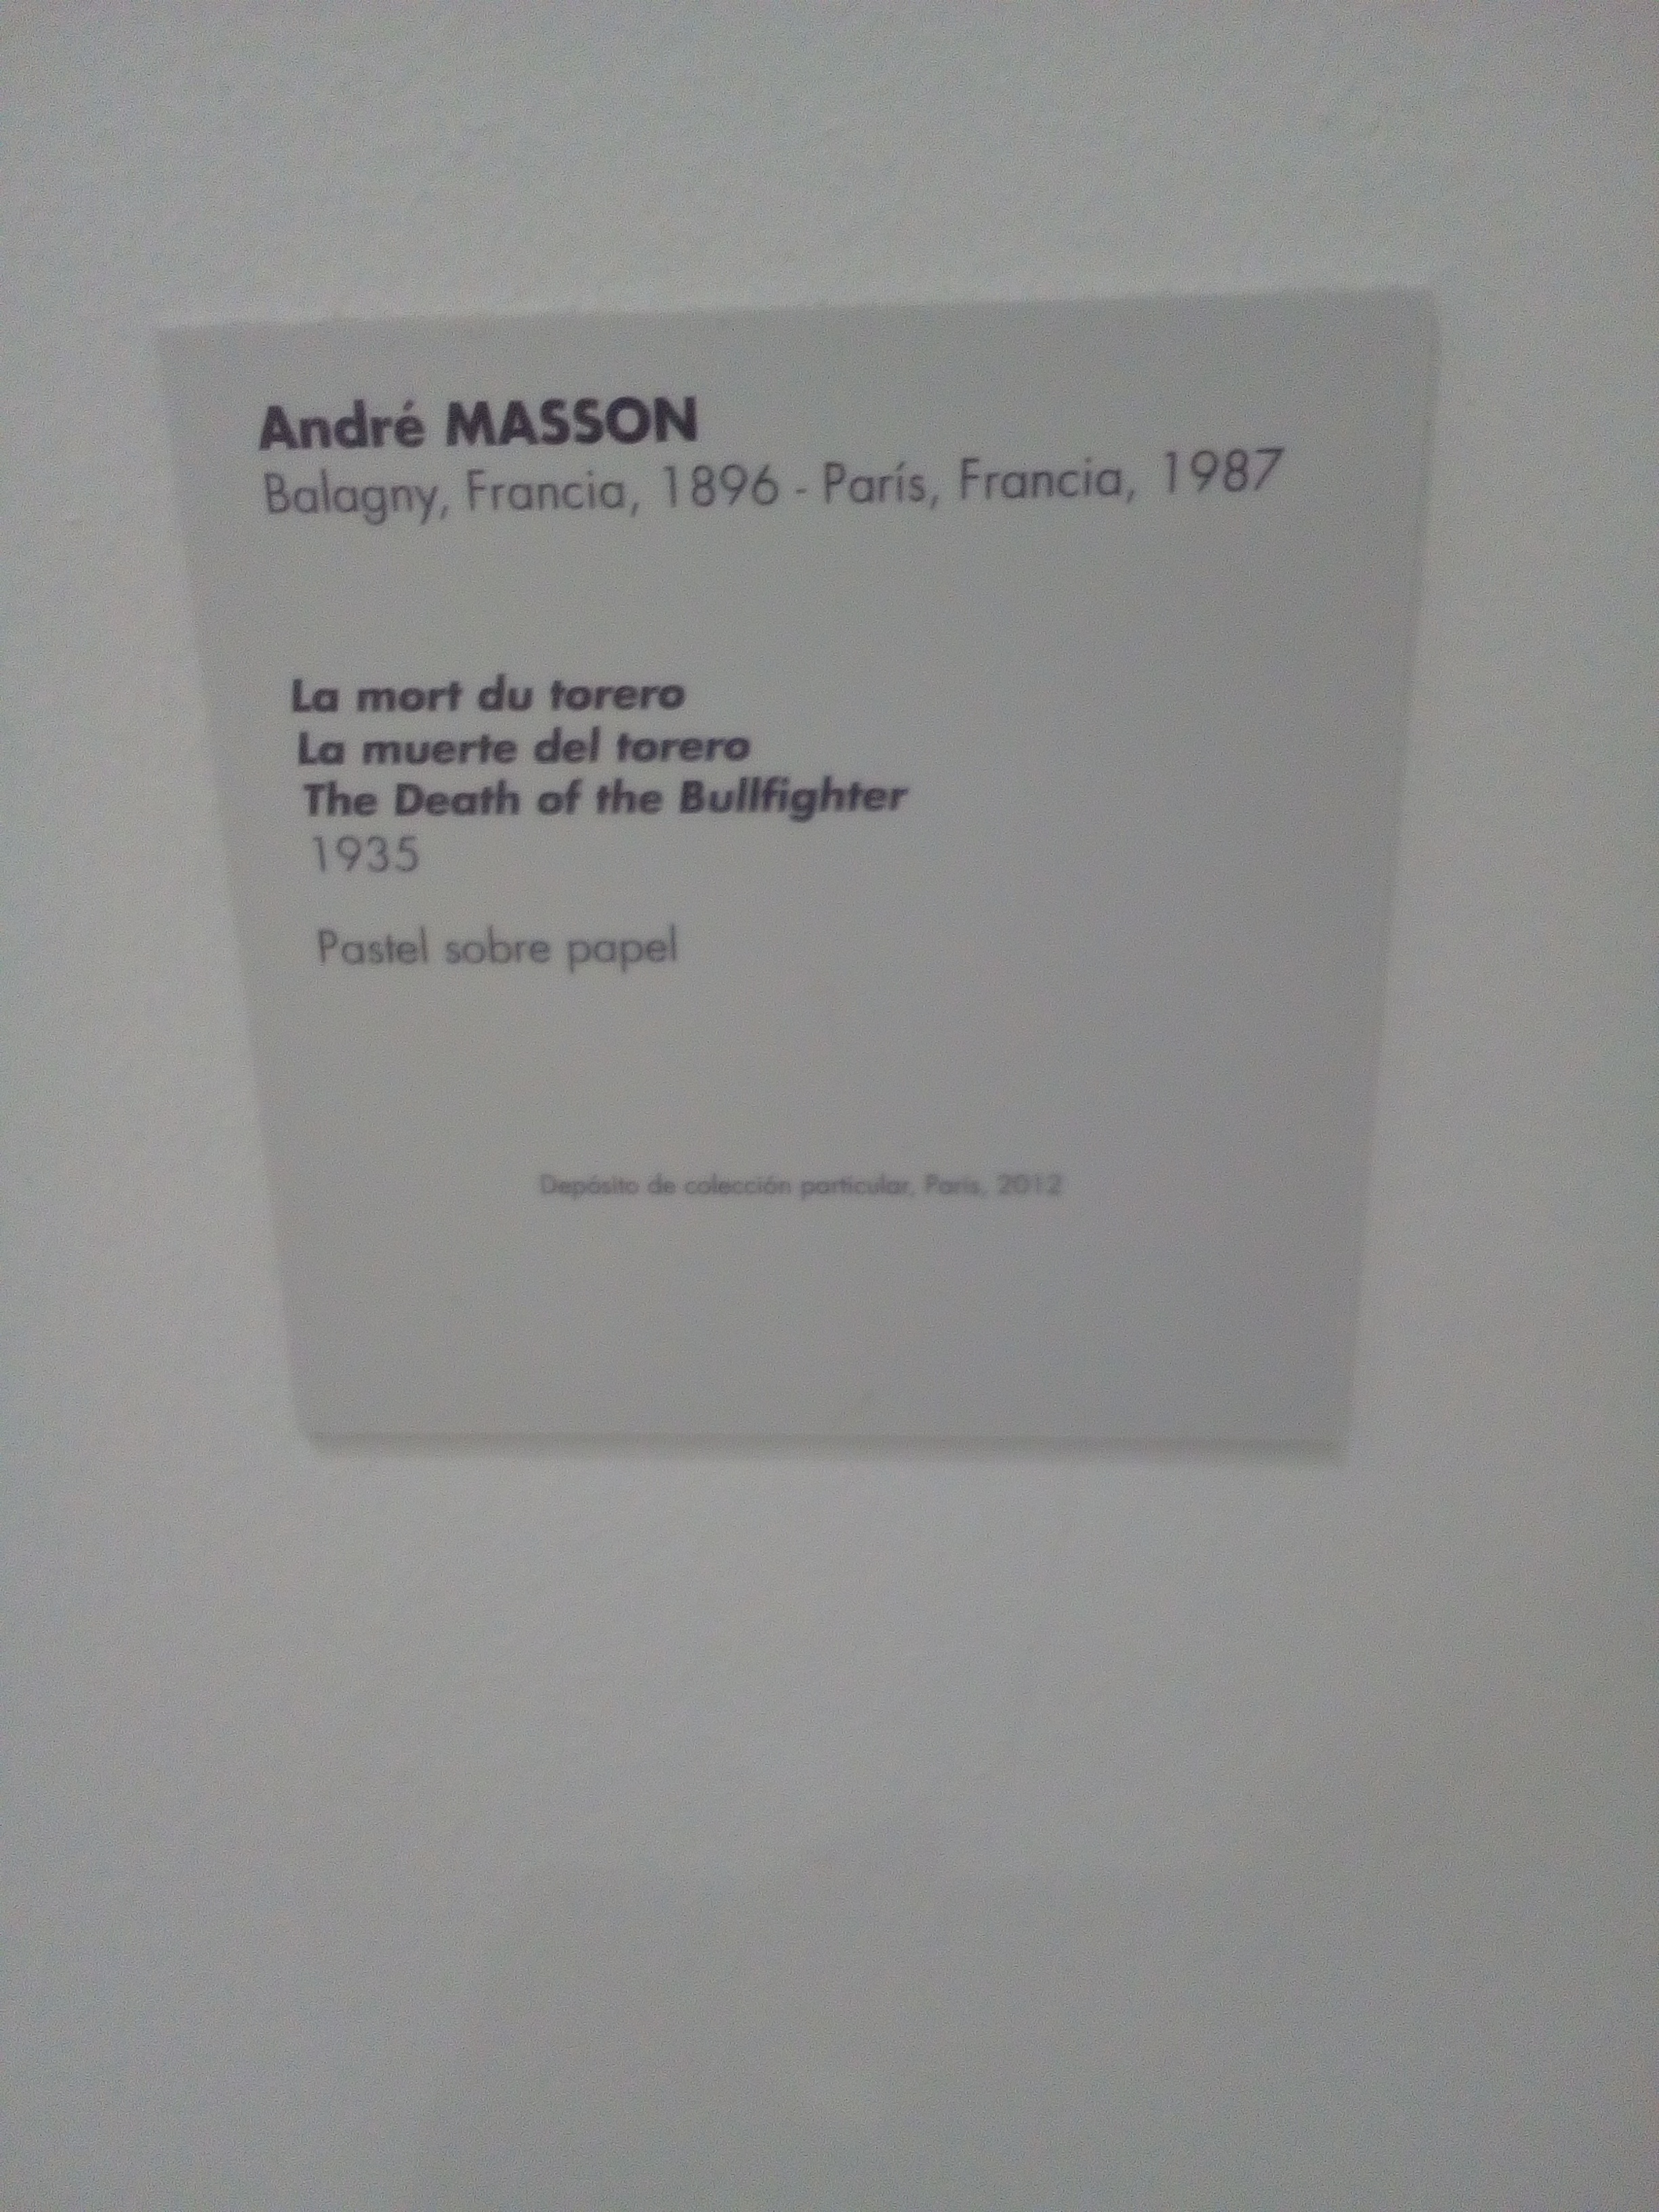 André MASSON
Balagny, Francia, 1896 - París, Francia, 1987
La mort du torero
La muerte del torero
The Death of the Bullfighter
1935
Pastel sobre papel
Depósito de colección particular, París, 2012